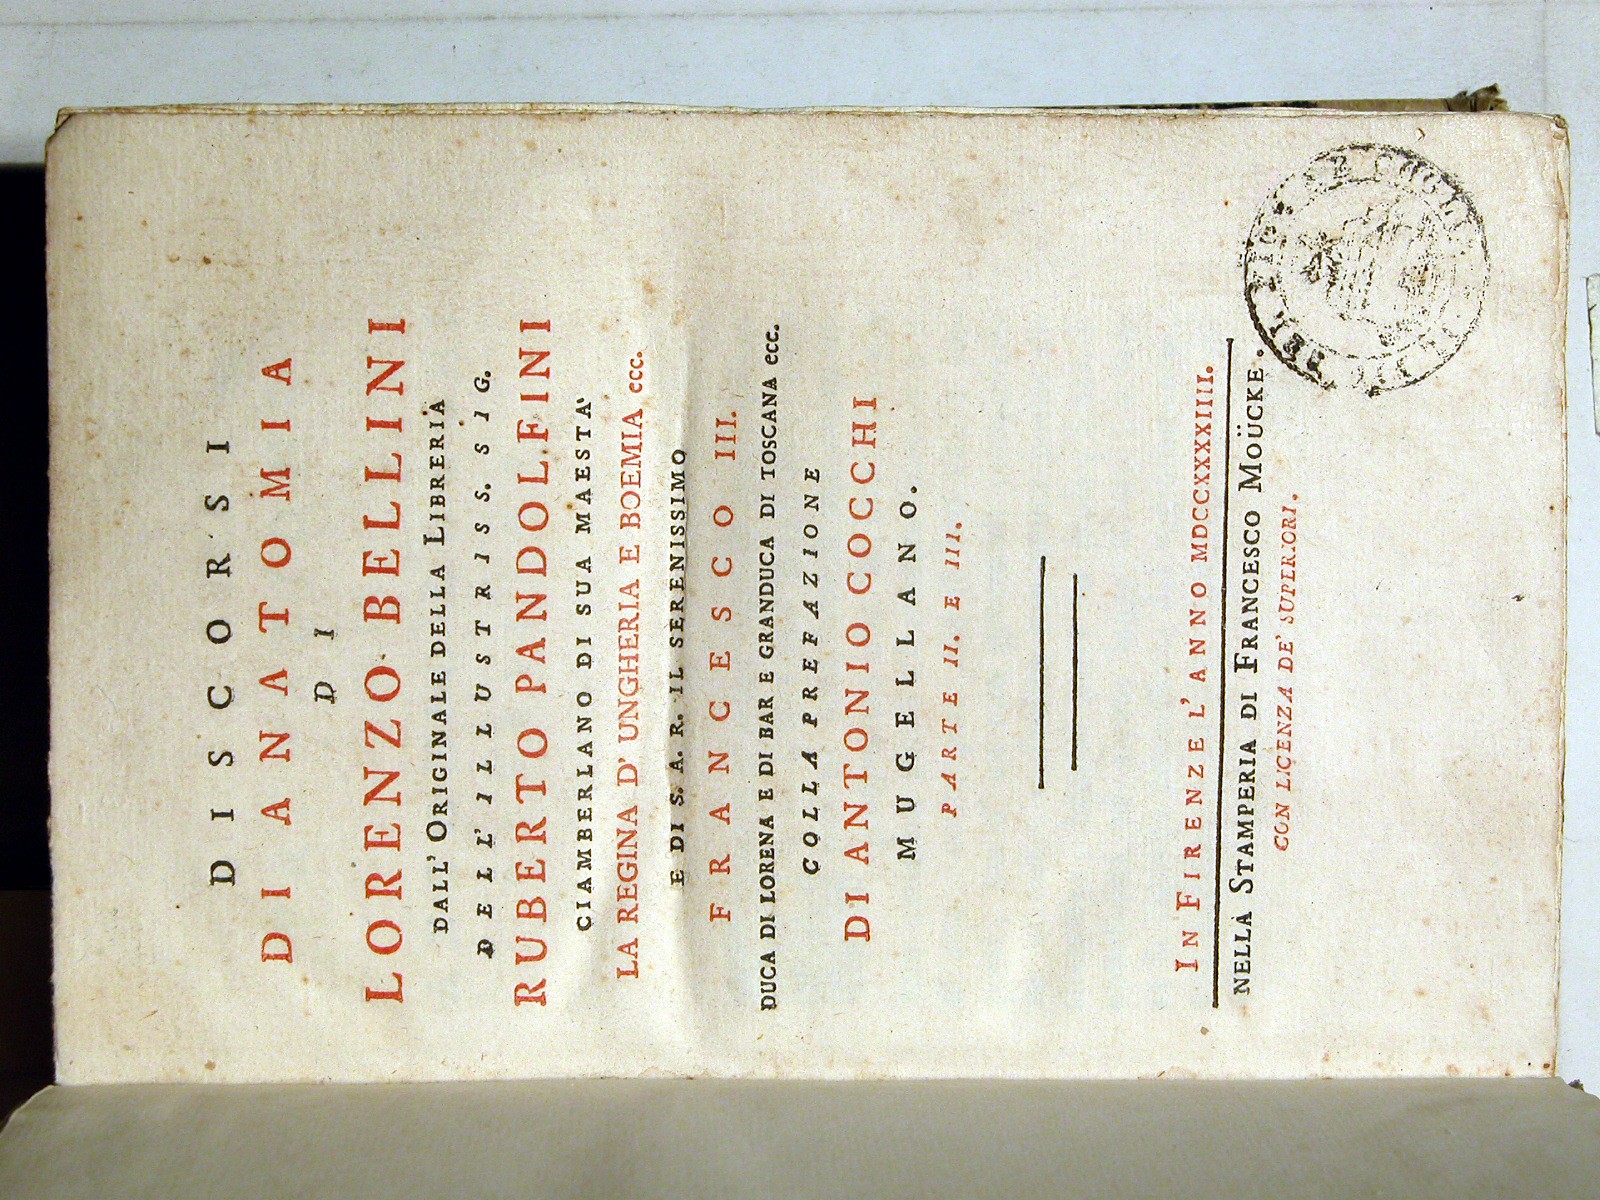 DISCORSI
DI ANATOMIA
DI
LORENZO BELLINI
DALL' ORIGINALE DELLA LIBRERIA
DELL' ILLUSTRISS. SIG.
RUBERTO PANDOLFINI
CIAMBERLANO DI SUA MAESTA'
LA REGINA D' UNGHERIA E BOEMIA ecc.
E DI S. A. R. IL SERENISSIMO
FRANCESCO III.
DUCA DI LORENA E DI BAR E GRANDUCA DI TOSCANA ecc.
COLLA PREFAZIONE
DI ANTONIO COCCHI
MUGELLANO.
PARTE II. E III.
IN FIRENZE L' ANNO MDCCXXXXIIII.
NELLA STAMPERIA DI FRANCESCO MOÜCKE.
CON LICENZA DE' SUPERIORI.